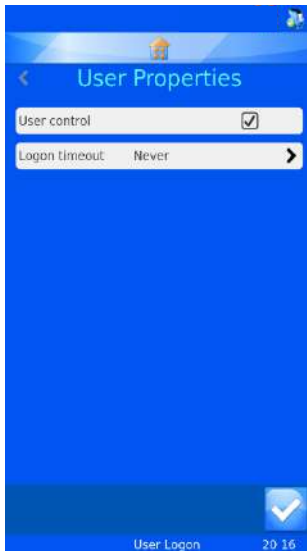 User Properties
User control
Logon timeout Never
User Logon 20 16